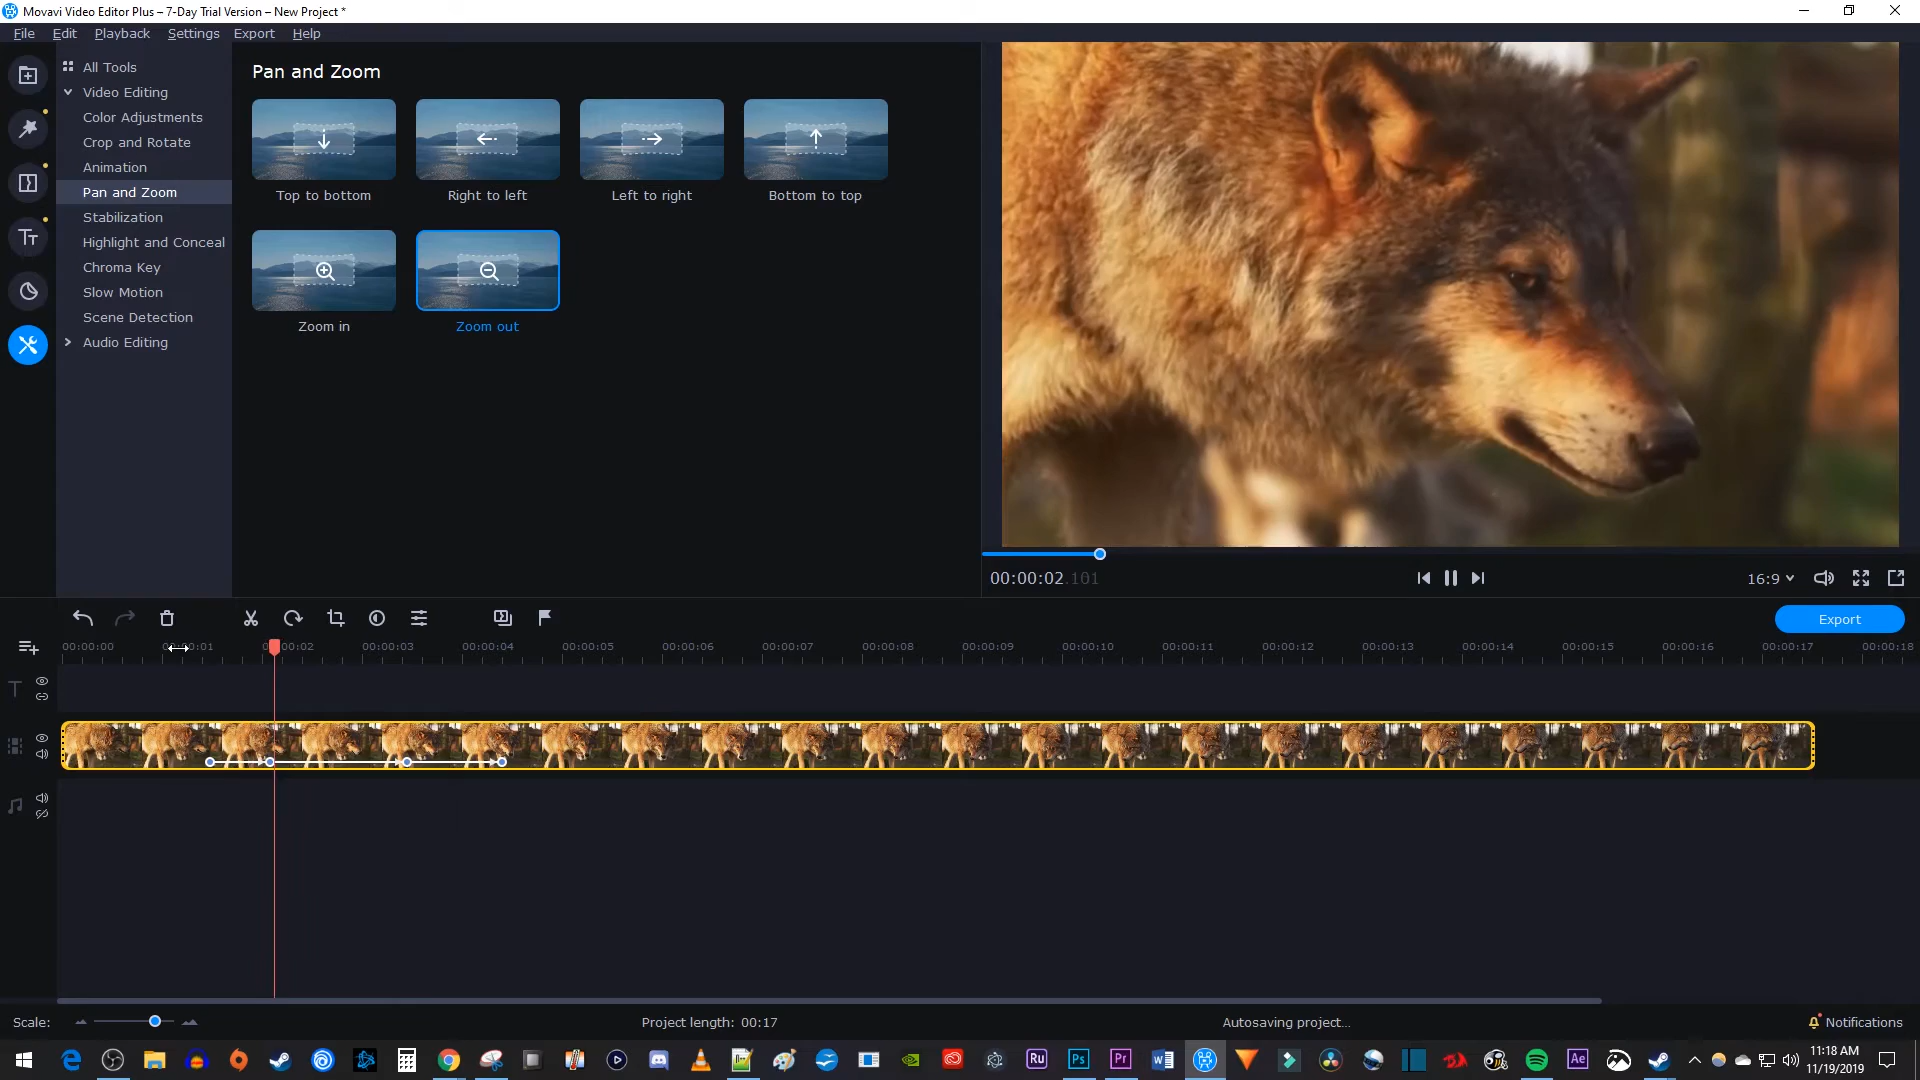 Movavi Video Editor Plus – 7-Day Trial Version – New Project *
File Edit Playback Settings Export Help
All Tools
Video Editing
Color Adjustments
Crop and Rotate
Animation
Pan and Zoom
Stabilization
Highlight and Conceal
Chroma Key
Slow Motion
Scene Detection
Audio Editing
Pan and Zoom
Top to bottom Right to left Left to right Bottom to top
Zoom in Zoom out
00:00:02.101
16:9
Export
00:00:00 00:00:01 00:00:02 00:00:03 00:00:04 00:00:05 00:00:06 00:00:07 00:00:08 00:00:09 00:00:10 00:00:11 00:00:12 00:00:13 00:00:14 00:00:15 00:00:16 00:00:17 00:00:18
Scale: Project length: 00:17 Autosaving project... Notifications
Ru Ps Pr Ae
11:18 AM
11/19/2019